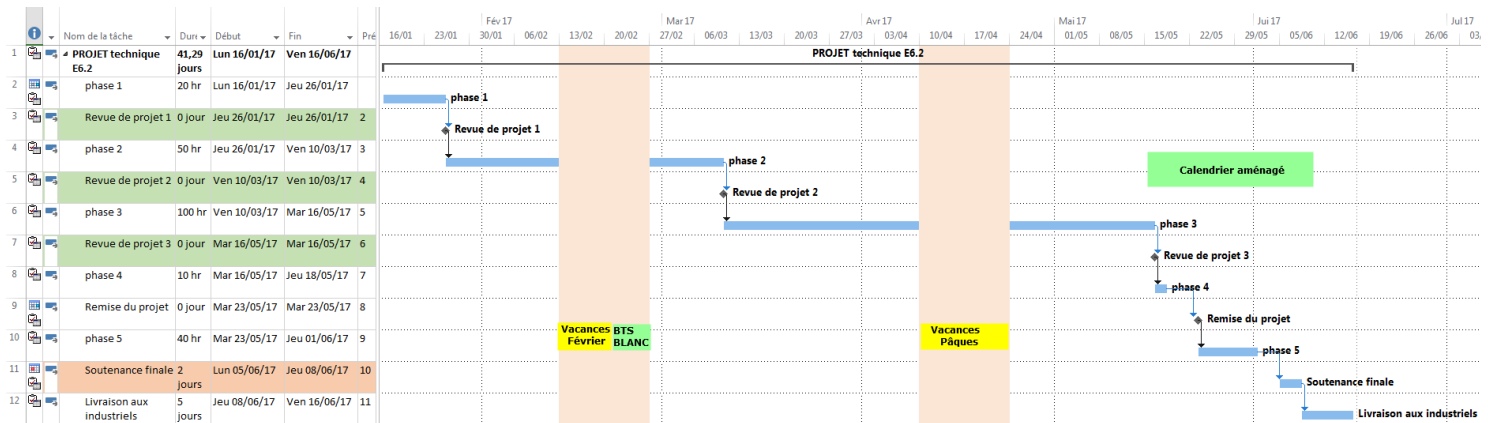 Fév 17 Mar 17 Avr 17 Mai 17 Jui 17 Jul 17
Nom de la tâche Duré Début Fin Pré 16/01 23/01 30/01 06/02 13/02 20/02 27/02 06/03 13/03 20/03 27/03 03/04 10/04 17/04 24/04 01/05 08/05 15/05 22/05 29/05 05/06 12/06 19/06 26/06 03/
1 PROJET technique 41,29 Lun 16/01/17 Ven 16/06/17 PROJET technique E6.2
E6.2 jours
2 phase 1 20 hr Lun 16/01/17 Jeu 26/01/17
phase 1
3 Revue de projet 1 0 jour Jeu 26/01/17 Jeu 26/01/17 2
Revue de projet 1
4 phase 2 50 hr Jeu 26/01/17 Ven 10/03/17 3
phase 2
Calendrier aménagé
5 Revue de projet 2 0 jour Ven 10/03/17 Ven 10/03/17 4
Revue de projet 2
6 phase 3 100 hr Ven 10/03/17 Mar 16/05/17 5
phase 3
7 Revue de projet 3 0 jour Mar 16/05/17 Mar 16/05/17 6
Revue de projet 3
8 phase 4 10 hr Mar 16/05/17 Jeu 18/05/17 7
phase 4
9 Remise du projet 0 jour Mar 23/05/17 Mar 23/05/17 8
Remise du projet
Vacances BTS Vacances
10 phase 5 40 hr Mar 23/05/17 Jeu 01/06/17 9
Février BLANC Pâques
phase 5
11 Soutenance finale 2 Lun 05/06/17 Jeu 08/06/17 10
jours
Soutenance finale
12 Livraison aux 5 Jeu 08/06/17 Ven 16/06/17 11
industriels jours
Livraison aux industriels